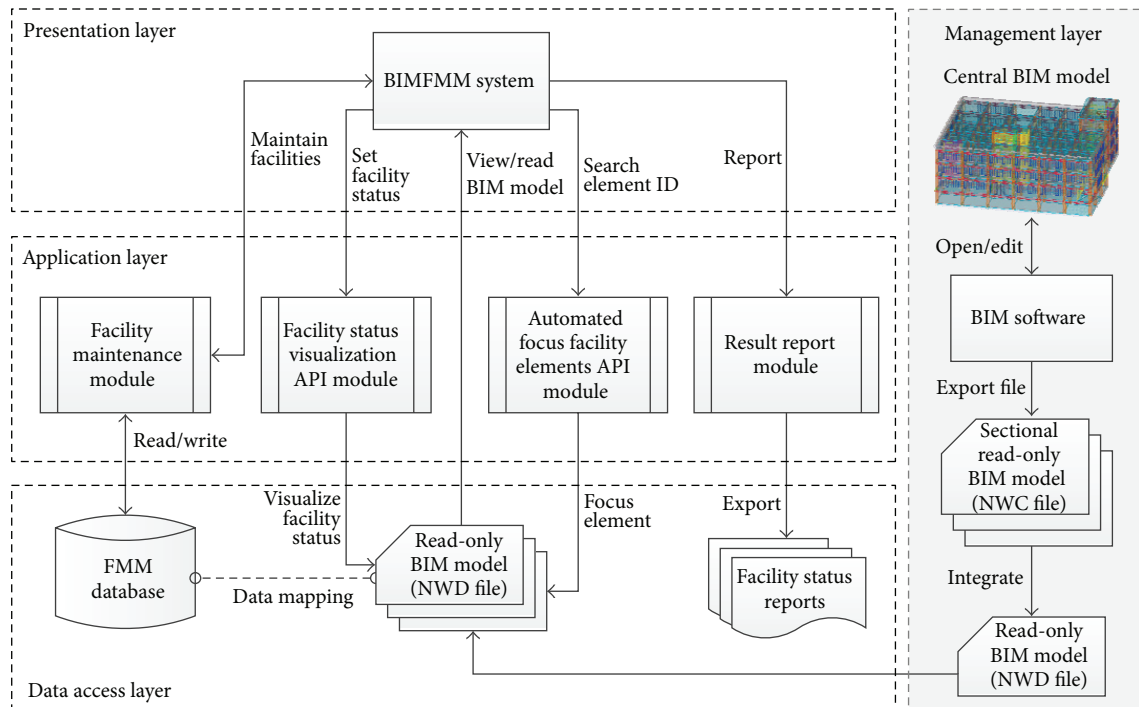 Presentation layer
BIMFMM system
Maintain
facilities
Set
facility
status
View/read
BIM model
Search
element ID
Report
Application layer
Facility
maintenance
module
Facility status
visualization
API module
Automated
focus facility
elements API
module
Result report
module
Read/write
Visualize
facility
status
Focus
element
Export
FMM
database
Data mapping
Read-only
BIM model
(NWD file)
Facility status
reports
Data access layer
Management layer
Central BIM model
Open/edit
BIM software
Export file
Sectional
read-only
BIM model
(NWC file)
Integrate
Read-only
BIM model
(NWD file)